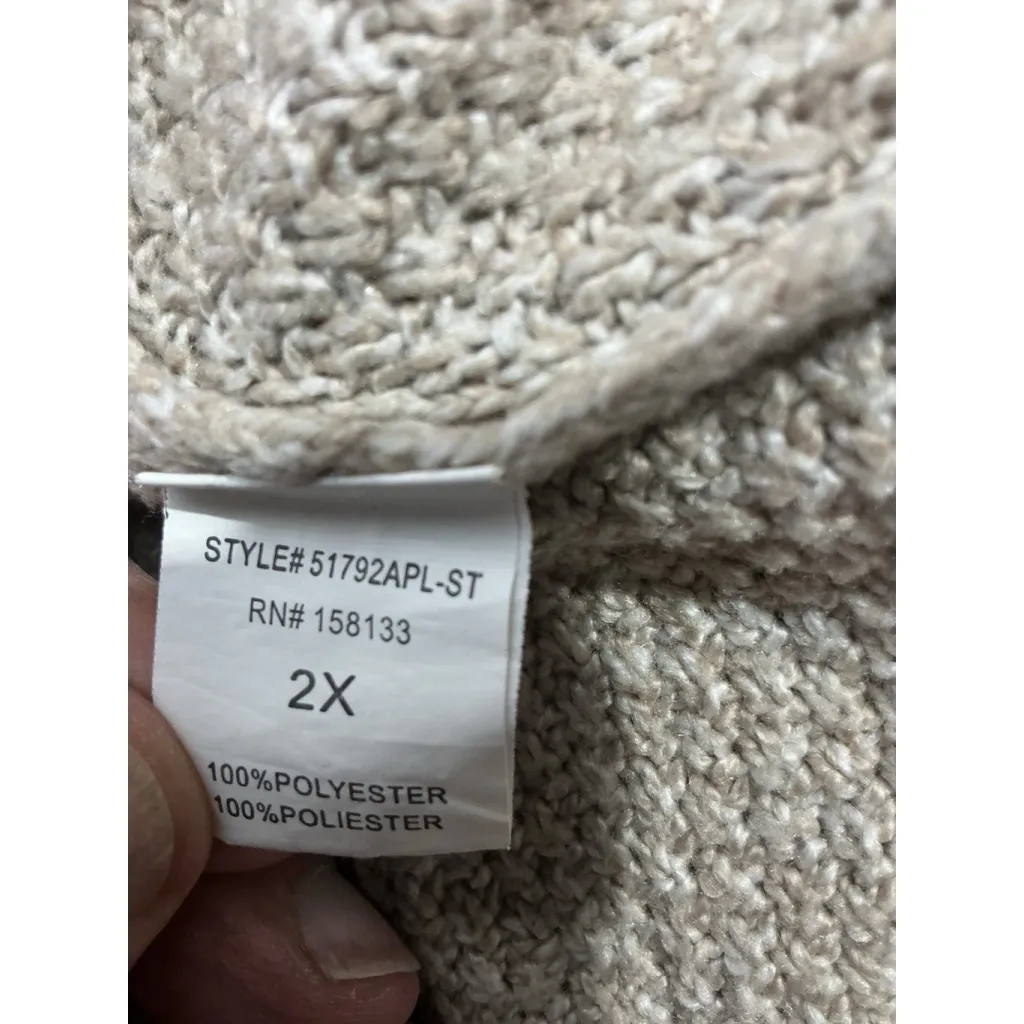 STYLE# 51792APL-ST
RN# 158133
2X
100%POLYESTER
100%POLIESTER